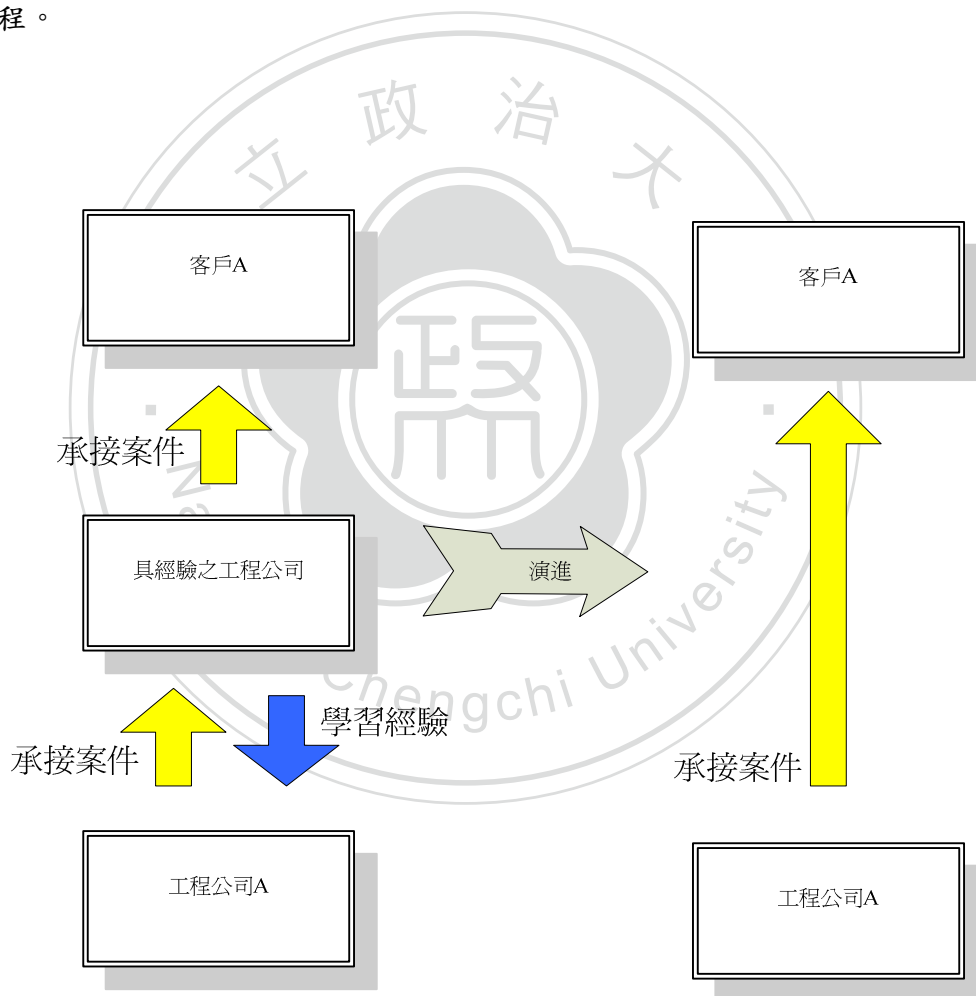 程。
立 政 治 大
客戶A
客戶A
政
承接案件
具經驗之工程公司
演進
Chengchi University
學習經驗
承接案件
承接案件
工程公司A
工程公司A